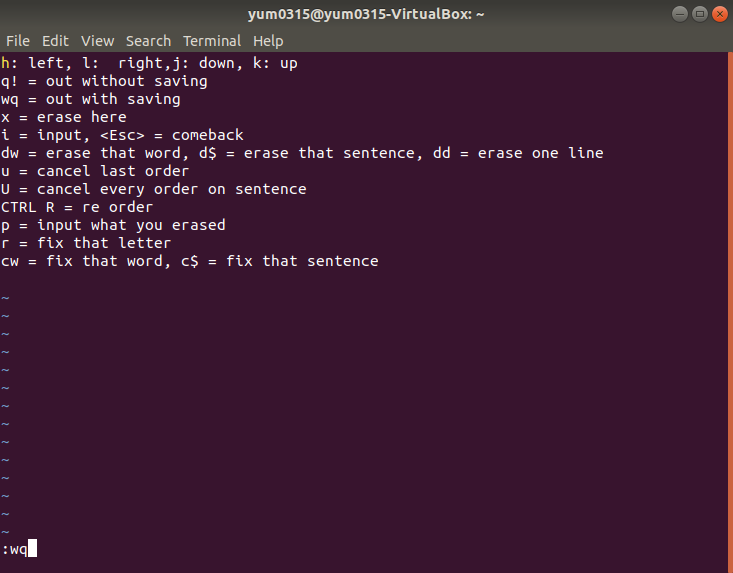 yum0315@yum0315-VirtualBox: ~
File Edit View Search Terminal Help
h: left, l:  right,j: down, k: up
q! = out without saving
wq = out with saving
x = erase here
i = input, <Esc> = comeback
dw = erase that word, d$ = erase that sentence, dd = erase one line
u = cancel last order
U = cancel every order on sentence
CTRL R = re order
p = input what you erased
r = fix that letter
cw = fix that word, c$ = fix that sentence
~
~
~
~
~
~
~
~
~
~
~
~
~
~
:wq